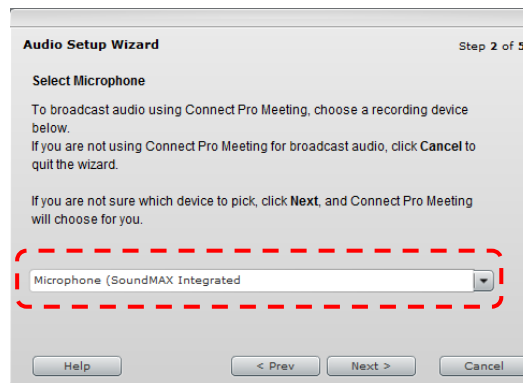 Audio Setup Wizard
Step 2 of 5
Select Microphone
To broadcast audio using Connect Pro Meeting, choose a recording device
below.
If you are not using Connect Pro Meeting for broadcast audio, click Cancel to
quit the wizard.
If you are not sure which device to pick, click Next, and Connect Pro Meeting
will choose for you.
Microphone (SoundMAX Integrated
Help
< Prev
Next >
Cancel